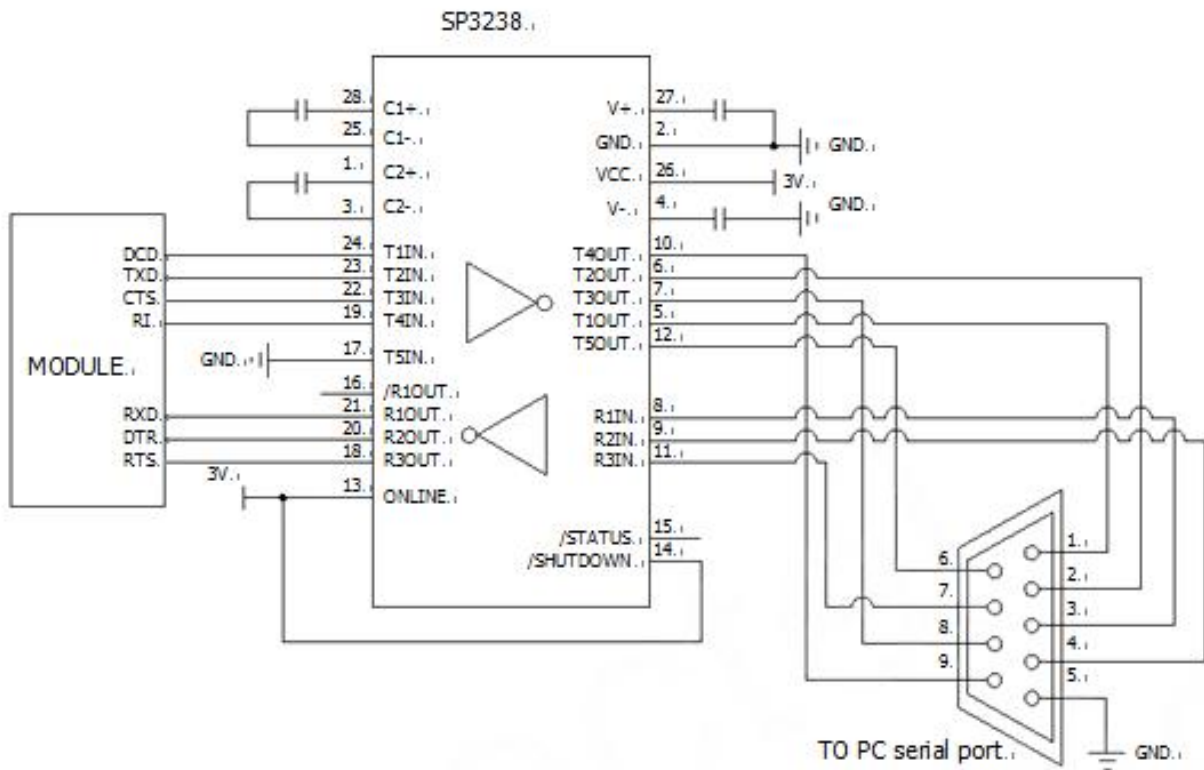 SP3238.
28.
C1+.
25.
C1-.
1.
C2+.
3.
C2-.
24.
T1IN.
23.
T2IN.
22.
T3IN.
19.
T4IN.
17.
T5IN.
16.
/R1OUT.
21.
R1OUT.
20.
R2OUT.
18.
R3OUT.
13.
ONLINE.
V+.
27.
GND.
2.
GND.
VCC.
26.
3V.
V-.
4.
GND.
T4OUT.
10.
T2OUT.
6.
T3OUT.
7.
T1OUT.
5.
T5OUT.
12.
R1IN.
8.
R2IN.
9.
R3IN.
11.
/STATUS.
15.
/SHUTDOWN.
14.
DCD.
TXD.
CTS.
RI.
MODULE.
GND.
RXD.
DTR.
RTS.
3V.
1.
2.
3.
4.
5.
6.
7.
8.
9.
TO PC serial port.
GND.